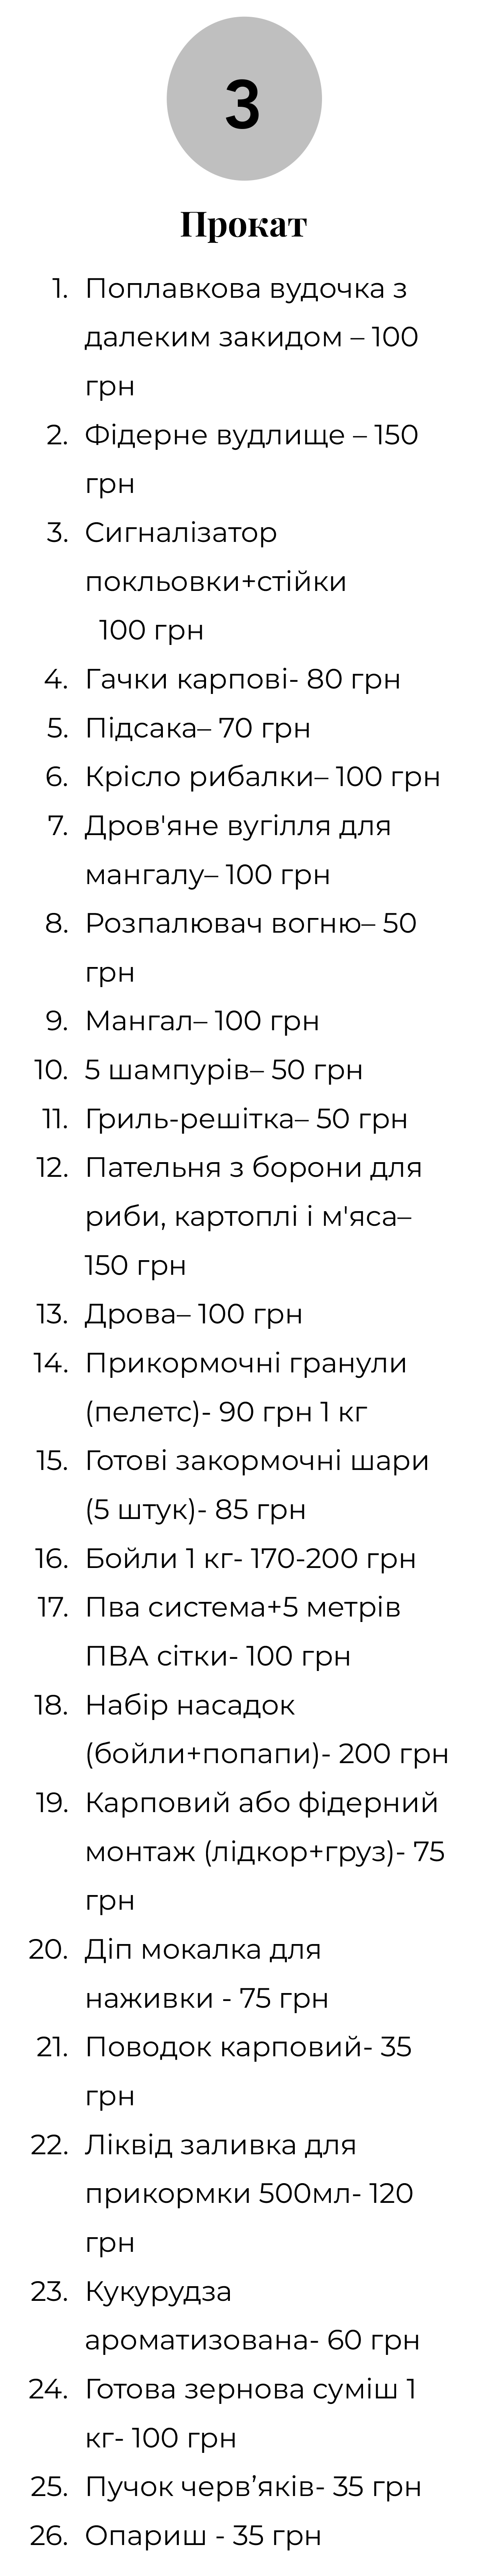 3
Прокат
1. Поплавкова вудочка з
далеким закидом – 100
грн
2. Фідерне вудлище – 150
грн
3. Сигналізатор
покльовки+стійки
100 грн
4. Гачки карпові- 80 грн
5. Підсака– 70 грн
6. Крісло рибалки– 100 грн
7. Дров'яне вугілля для
мангалу– 100 грн
8. Розпалювач вогню– 50
грн
9. Мангал– 100 грн
10. 5 шампурів– 50 грн
11. Гриль-решітка– 50 грн
12. Пательня з борони для
риби, картоплі і м'яса–
150 грн
13. Дрова– 100 грн
14. Прикормочні гранули
(пелетс)- 90 грн 1 кг
15. Готові закормочні шари
(5 штук)- 85 грн
16. Бойли 1 кг- 170-200 грн
17. Пва система+5 метрів
ПВА сітки- 100 грн
18. Набір насадок
(бойли+попапи)- 200 грн
19. Карповий або фідерний
монтаж (лідкор+груз)- 75
грн
20. Діп мокалка для
наживки - 75 грн
21. Поводок карповий- 35
грн
22. Ліквід заливка для
прикормки 500мл- 120
грн
23. Кукурудза
ароматизована- 60 грн
24. Готова зернова суміш 1
кг- 100 грн
25. Пучок черв’яків- 35 грн
26. Опариш - 35 грн